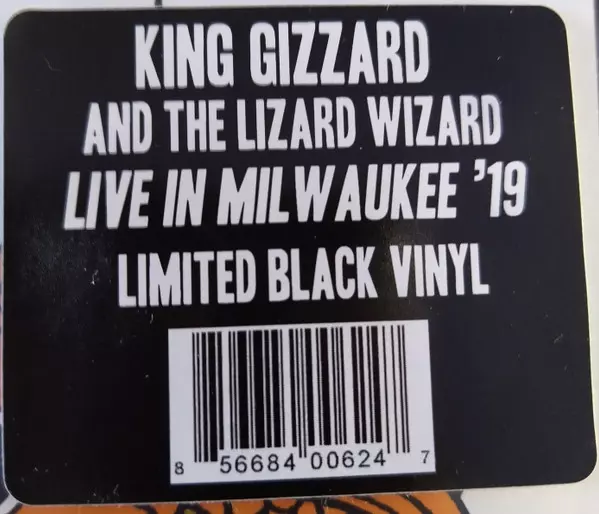 KING GIZZARD
AND THE LIZARD WIZARD
LIVE IN MILWAUKEE '19
LIMITED BLACK VINYL
8 56684 00624 7